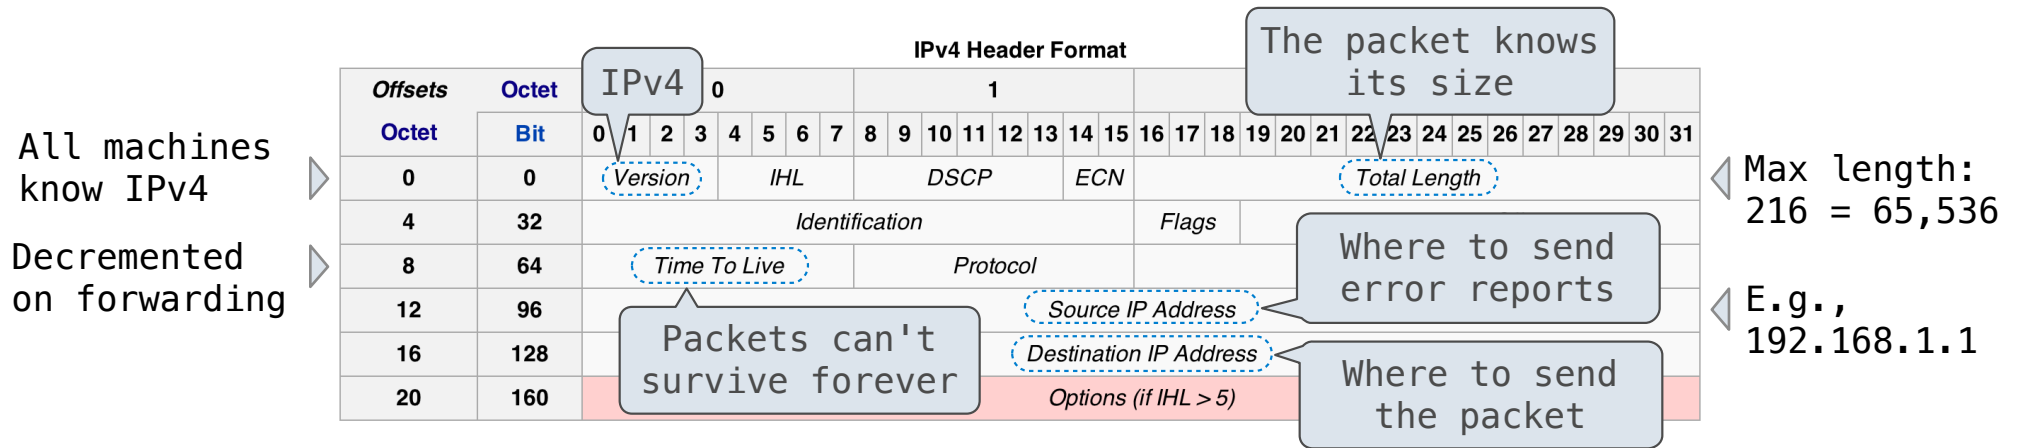 IPv4 Header Format
The packet knows
its size
IPv4
Offsets Octet 0 1
Octet Bit 0 1 2 3 4 5 6 7 8 9 10 11 12 13 14 15 16 17 18 19 20 21 22 23 24 25 26 27 28 29 30 31
All machines
know IPv4
0 0 Version IHL DSCP ECN Total Length
Max length:
216 = 65,536
4 32 Identification Flags
Decremented
on forwarding
8 64 Time To Live Protocol
Where to send
error reports
12 96 Source IP Address
E.g.,
192.168.1.1
Packets can't
survive forever
16 128 Destination IP Address
Where to send
the packet
20 160 Options (if IHL > 5)